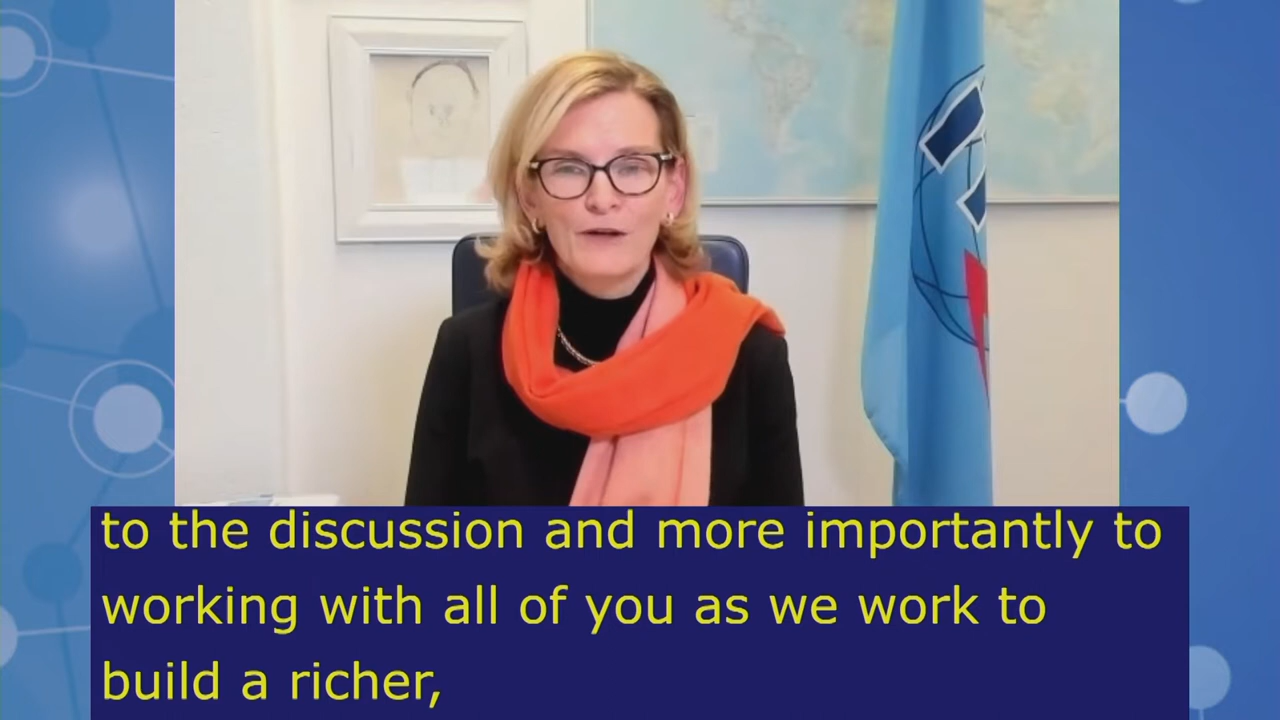 to the discussion and more importantly to
working with all of you as we work to
build a richer,